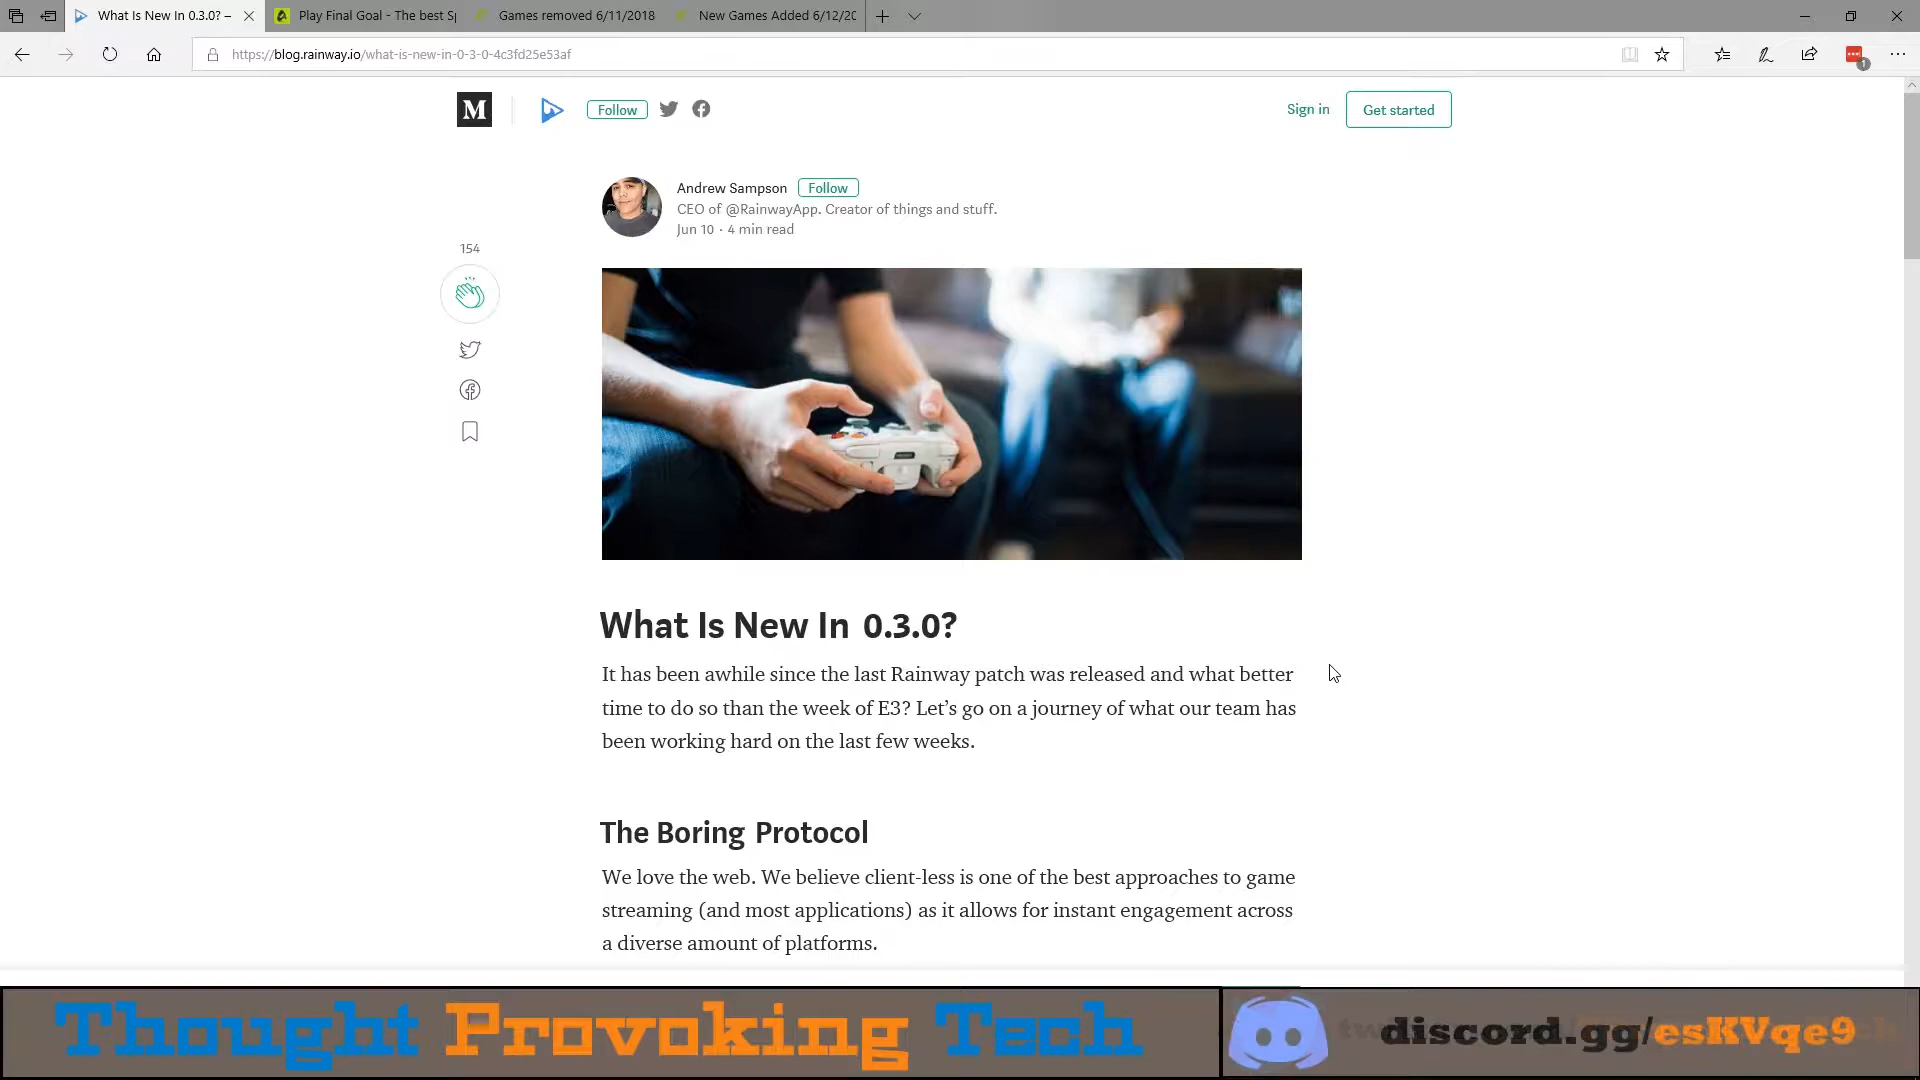 What Is New In 0.3.0? –
Play Final Goal - The best Sp
Games removed 6/11/2018
New Games Added 6/12/20
https://blog.rainway.io/what-is-new-in-0-3-0-4c3fd25e53af
1
M
Follow
Sign in
Get started
Andrew Sampson
Follow
CEO of @RainwayApp. Creator of things and stuff.
Jun 10 · 4 min read
154
What Is New In 0.3.0?
It has been awhile since the last Rainway patch was released and what better
time to do so than the week of E3? Let’s go on a journey of what our team has
been working hard on the last few weeks.
The Boring Protocol
We love the web. We believe client-less is one of the best approaches to game
streaming (and most applications) as it allows for instant engagement across
a diverse amount of platforms.
Thought Provoking Tech
discord.gg/esKVqe9